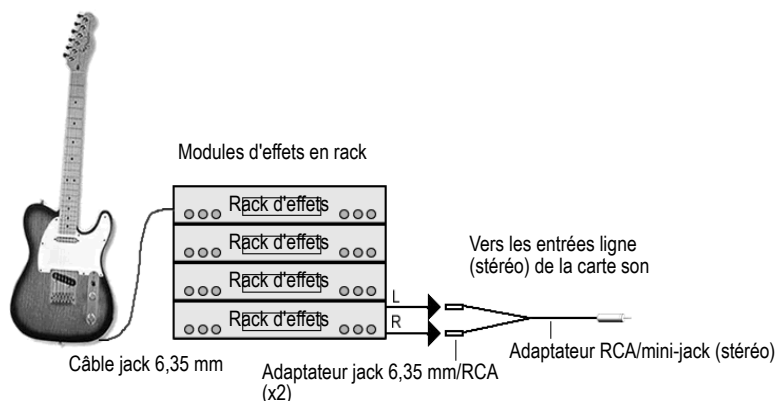 Modules d'effets en rack
Rack d'effets
Rack d'effets
Rack d'effets
Rack d'effets
L
R
Vers les entrées ligne
(stéréo) de la carte son
Câble jack 6,35 mm
Adaptateur jack 6,35 mm/RCA
(x2)
Adaptateur RCA/mini-jack (stéréo)